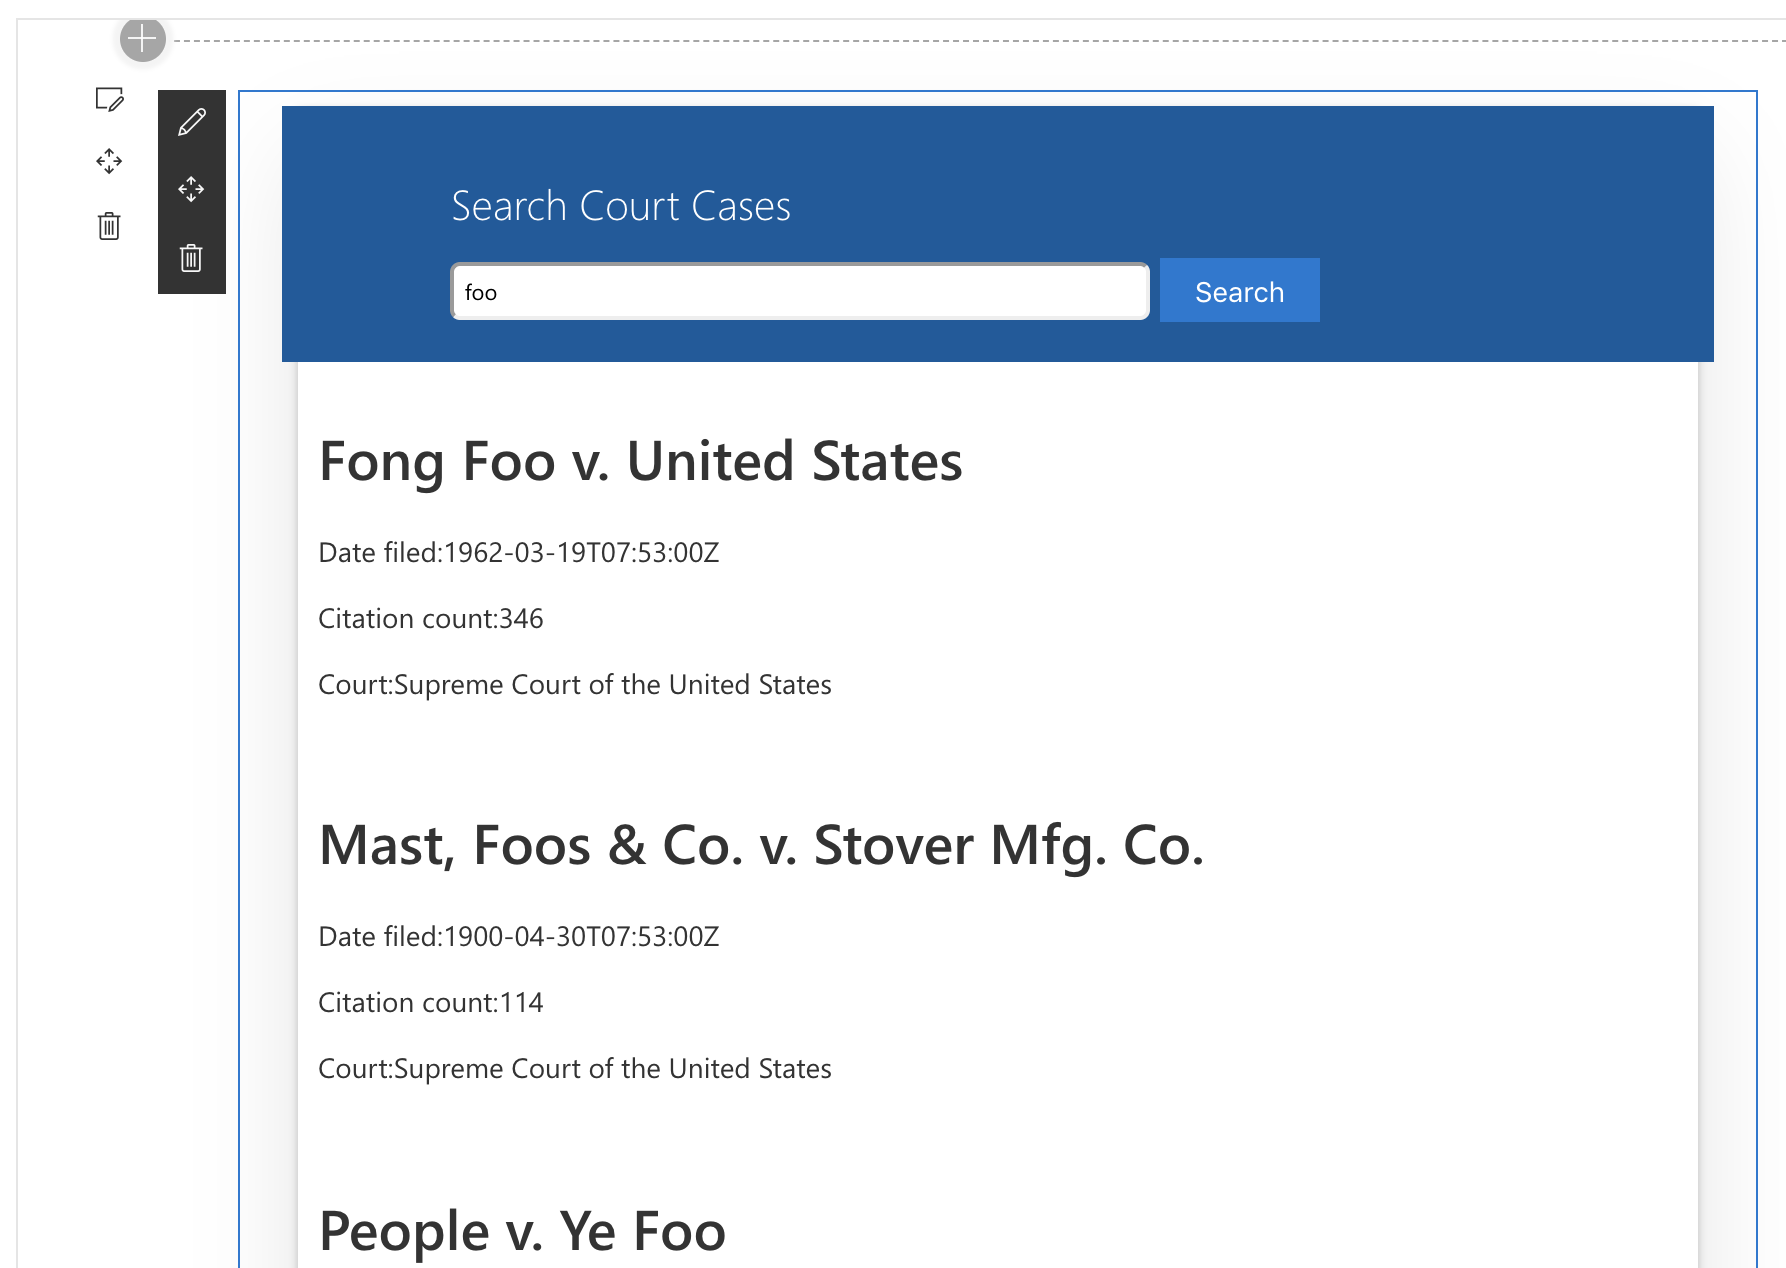 Search Court Cases
foo
Search
Fong Foo v. United States
Date filed:1962-03-19T07:53:00Z
Citation count:346
Court:Supreme Court of the United States
Mast, Foos & Co. v. Stover Mfg. Co.
Date filed:1900-04-30T07:53:00Z
Citation count:114
Court:Supreme Court of the United States
People v. Ye Foo